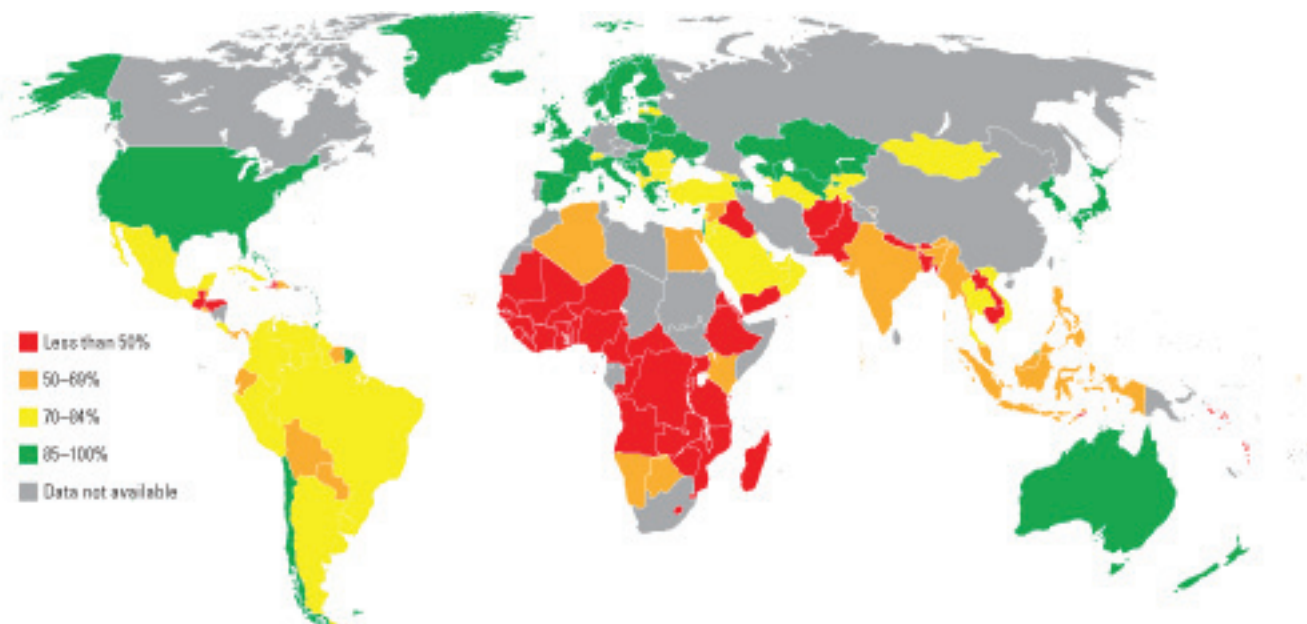 Less than 50%
50–69%
70–84%
85–100%
Data not available